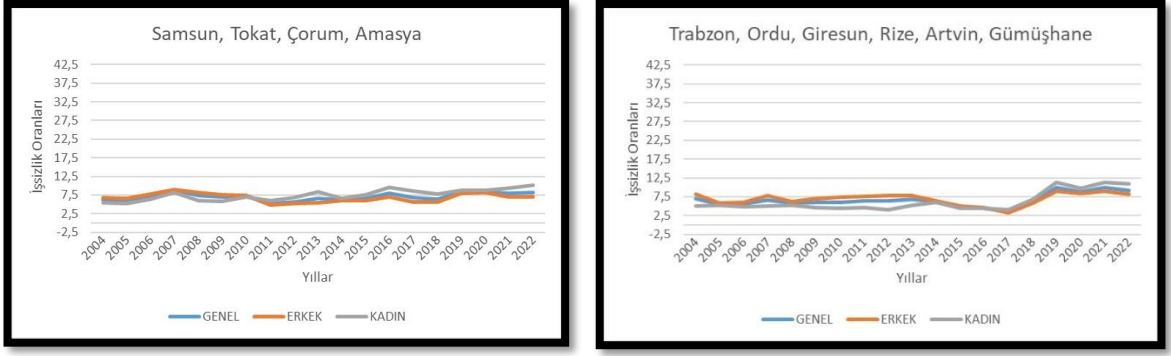 Samsun, Tokat, Çorum, Amasya
İşsizlik Oranları
42,5
37,5
32,5
27,5
22,5
17,5
12,5
7,5
2,5
-2,5
2004 2005 2006 2007 2008 2009 2010 2011 2012 2013 2014 2015 2016 2017 2018 2019 2020 2021 2022
Yıllar
GENEL ERKEK KADIN
Trabzon, Ordu, Giresun, Rize, Artvin, Gümüşhane
İşsizlik Oranları
42,5
37,5
32,5
27,5
22,5
17,5
12,5
7,5
2,5
-2,5
2004 2005 2006 2007 2008 2009 2010 2011 2012 2013 2014 2015 2016 2017 2018 2019 2020 2021 2022
Yıllar
GENEL ERKEK KADIN